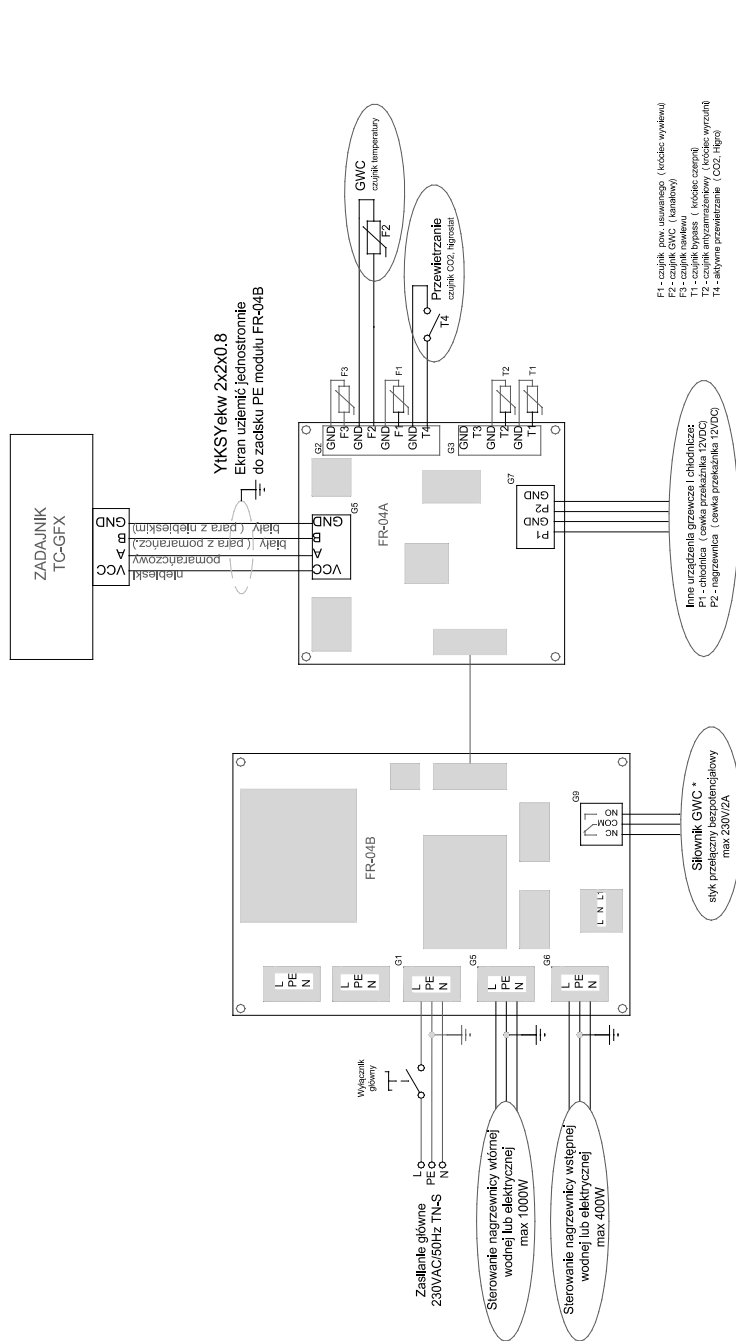 ZADAJNIK
TC-GFX
VCC
A
B
GND
niebieski
pomarańczowy
biały ( para z pomarańcz.)
biały ( para z niebieskim)
VCC
A
B
GND
G5
YtKSYekw 2x2x0.8
Ekran uziemić jednostronnie
do zacisku PE modułu FR-04B
FR-04A
G2
GND
F3
GND
F2
GND
F1
GND
T4
F3
F1
G3
GND
T3
GND
T2
GND
T1
T2
T1
GWC
czujnik temperatury
F2
Przewietrzanie
czujnik CO2, higrostat
T4
G7
P1
GND
P2
GND
Inne urządzenia grzewcze i chłodnicze:
P1 - chłodnica ( cewka przekaźnika 12VDC)
P2 - nagrzewnica ( cewka przekaźnika 12VDC)
F1 - czujnik pow. usuwanego ( króciec wywiewu)
F2 - czujnik GWC ( kanałowy)
F3 - czujnik nawiewu
T1 - czujnik bypass ( króciec czerpni)
T2 - czujnik antyzamrażeniowy ( króciec wyrzutni)
T4 - aktywne przewietrzanie ( CO2, Higro)
FR-04B
L
PE
N
L
PE
N
G1
L
PE
N
G5
L
PE
N
G6
L
PE
N
L N L1
G9
NC
COM
NO
Siłownik GWC *
styk przełączny bezpotencjałowy
max 230V/2A
Wyłącznik
główny
L
PE
N
Zasilanie główne
230VAC/50Hz TN-S
Sterowanie nagrzewnicy wtórnej
wodnej lub elektrycznej
max 1000W
Sterowanie nagrzewnicy wstępnej
wodnej lub elektrycznej
max 400W